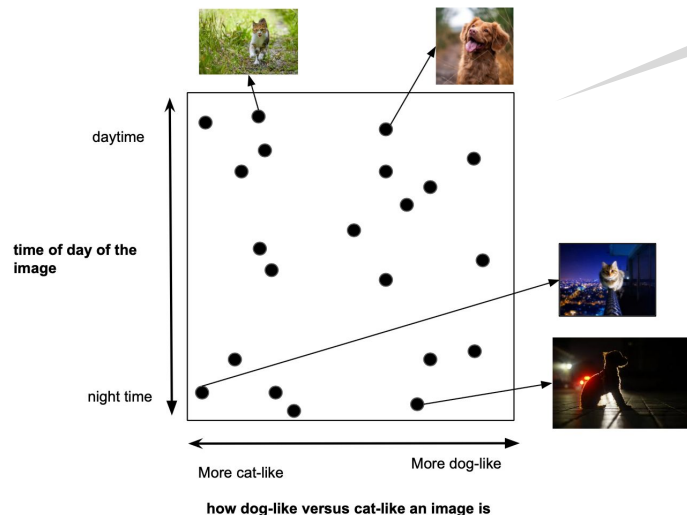 daytime
time of day of the
image
night time
More cat-like
More dog-like
how dog-like versus cat-like an image is